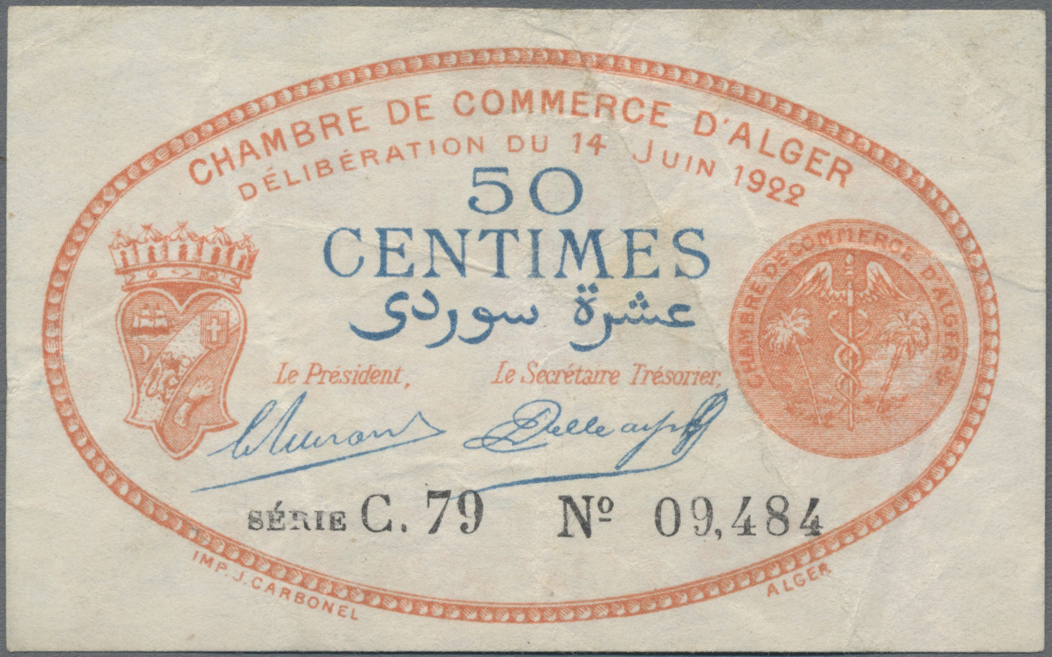 CHAMBRE DE COMMERCE D'ALGER
DÉLIBÉRATION DU 14 JUIN 1922
50
CENTIMES
عشرة سوردي
CHAMBRE DE COMMERCE D'ALGER
Le Président,
Le Secrétaire Trésorier,
SÉRIE C. 79 Nº 09,484
IMP. J. CARBONEL
ALGER